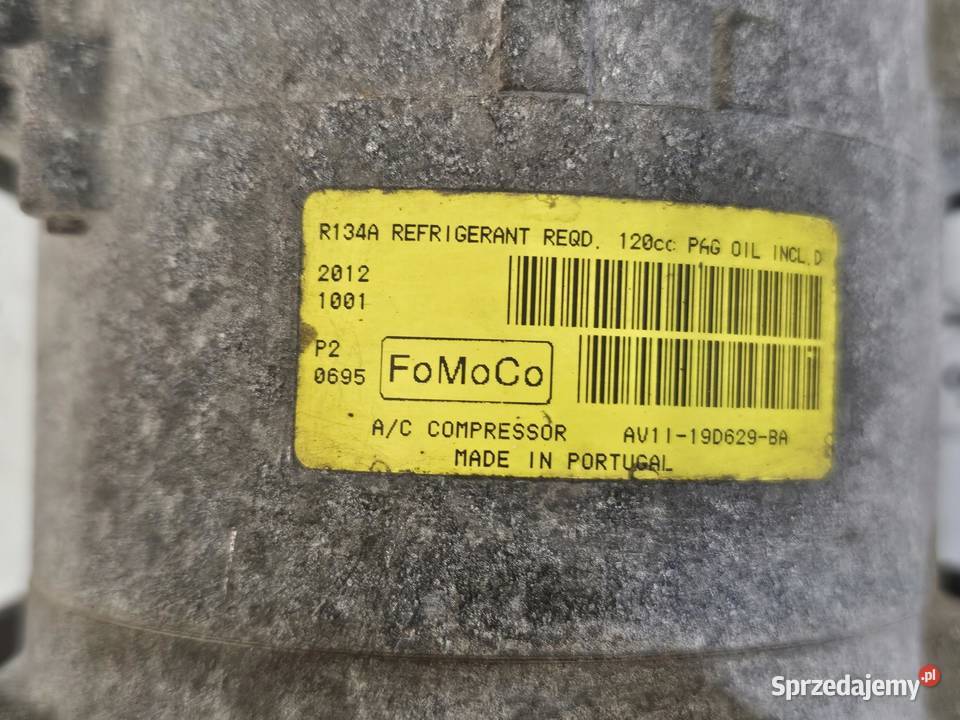 R134A REFRIGERANT REQD. 120cc PAG OIL INCL.D
2012
1001
P2
0695
FoMoCo
A/C COMPRESSOR AV11-19D629-BA
MADE IN PORTUGAL
Sprzedajemy.pl